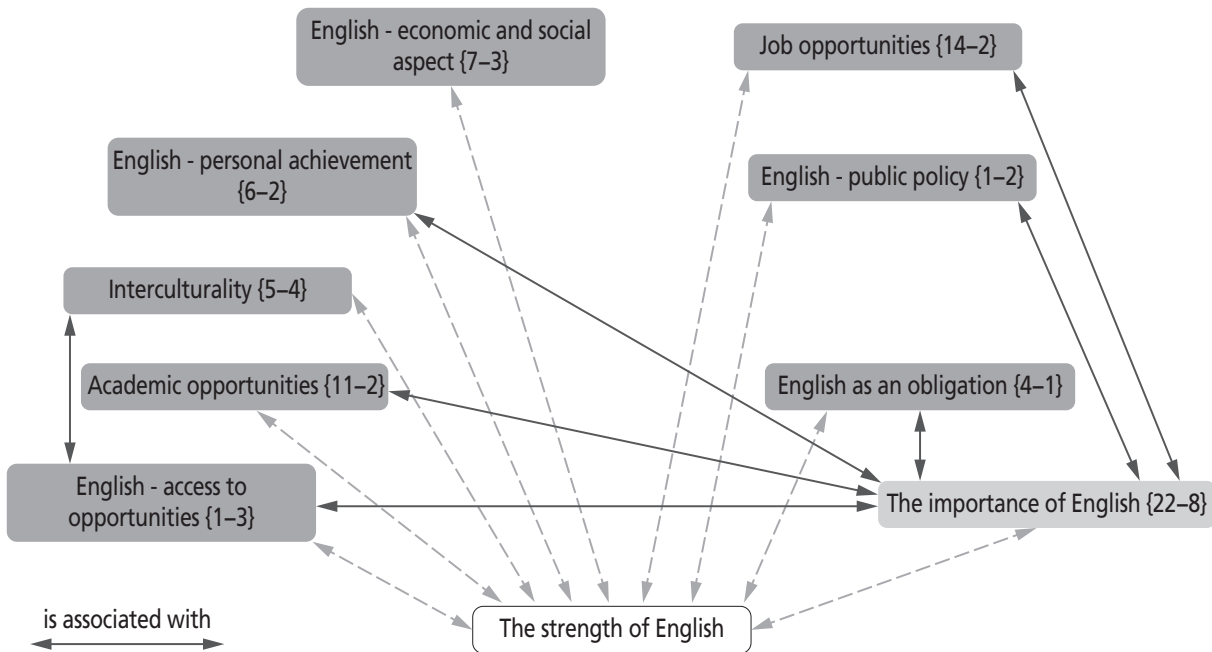 English - economic and social
aspect {7–3}
Job opportunities {14–2}
English - personal achievement
{6–2}
English - public policy {1–2}
Interculturality {5–4}
Academic opportunities {11–2}
English as an obligation {4–1}
English - access to
opportunities {1–3}
The importance of English {22–8}
is associated with
The strength of English